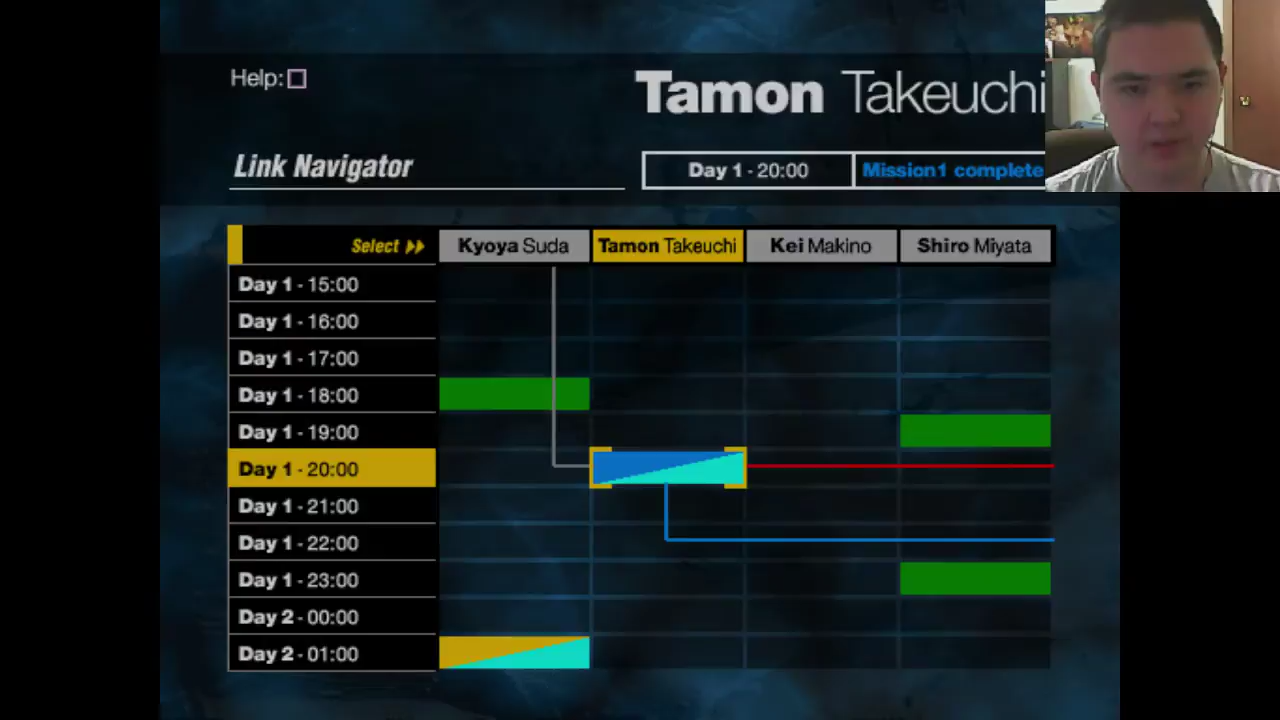 Help:
Tamon Takeuchi
Link Navigator
Day 1 - 20:00 Mission1 complete
Select
Kyoya Suda Tamon Takeuchi Kei Makino Shiro Miyata
Day 1 - 15:00
Day 1 - 16:00
Day 1 - 17:00
Day 1 - 18:00
Day 1 - 19:00
Day 1 - 20:00
Day 1 - 21:00
Day 1 - 22:00
Day 1 - 23:00
Day 2 - 00:00
Day 2 - 01:00